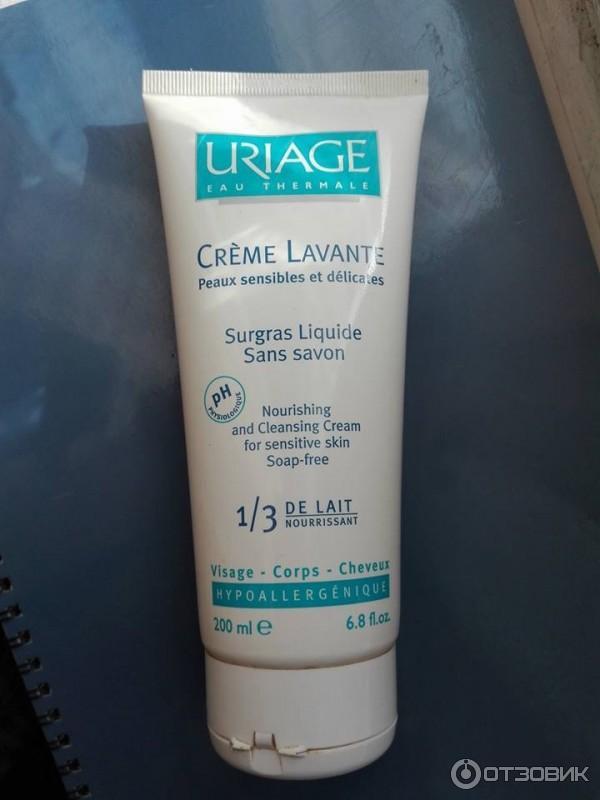 URIAGE
EAU THERMALE
CRÈME LAVANTE
Peaux sensibles et délicates
Surgras Liquide
Sans savon
pH
PHYSIOLOGIQUE
Nourishing
and Cleansing Cream
for sensitive skin
Soap-free
1/3 DE LAIT
NOURRISSANT
Visage - Corps - Cheveux
HYPOALLERGÉNIQUE
200 ml e 6.8 fl.oz.
ОТЗОВИК